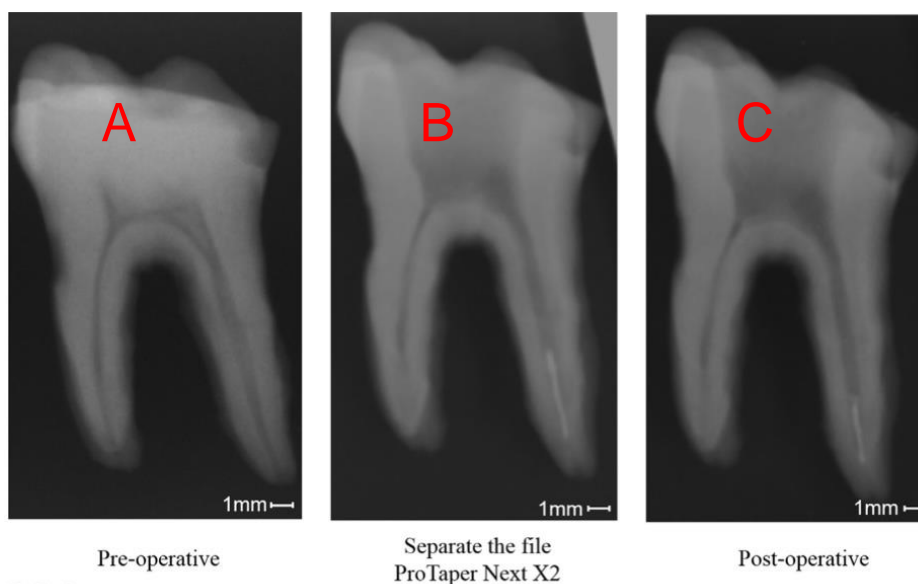 A
B
C
1mm
1mm
1mm
Pre-operative
Separate the file
ProTaper Next X2
Post-operative